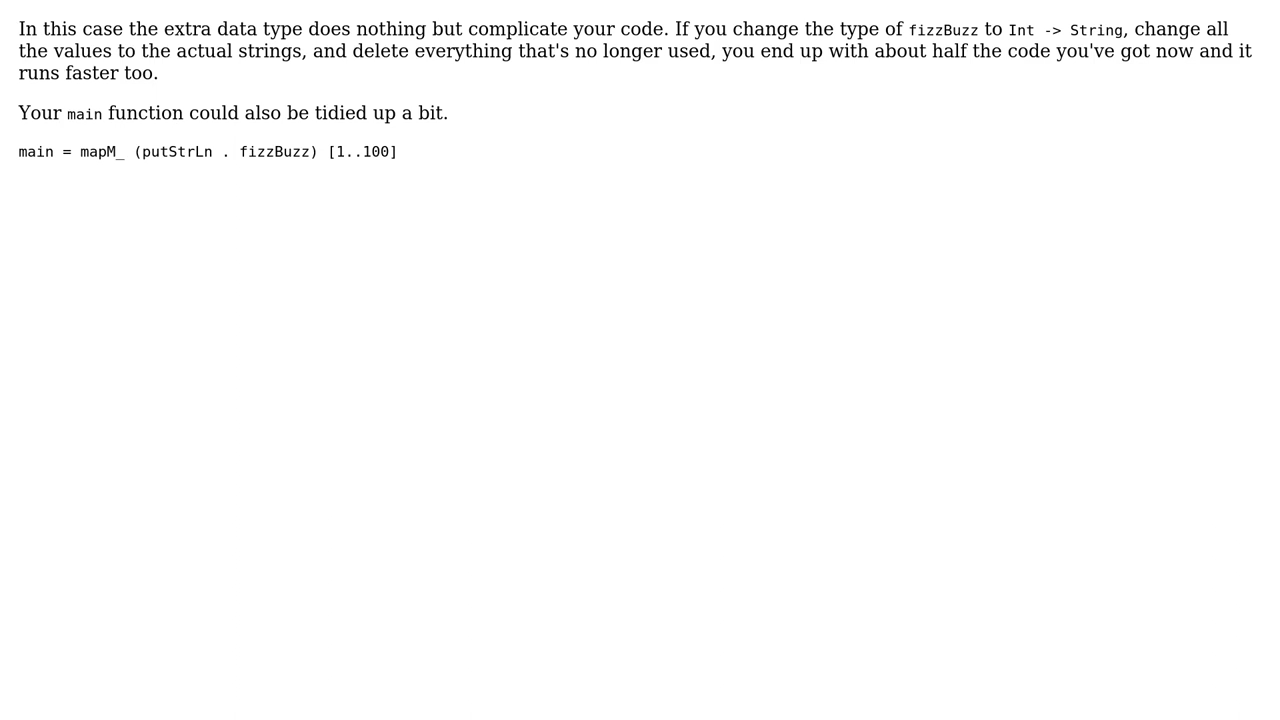 In this case the extra data type does nothing but complicate your code. If you change the type of fizzBuzz to Int -> String, change all
the values to the actual strings, and delete everything that's no longer used, you end up with about half the code you've got now and it
runs faster too.
Your main function could also be tidied up a bit.
main = mapM_ (putStrLn . fizzBuzz) [1..100]